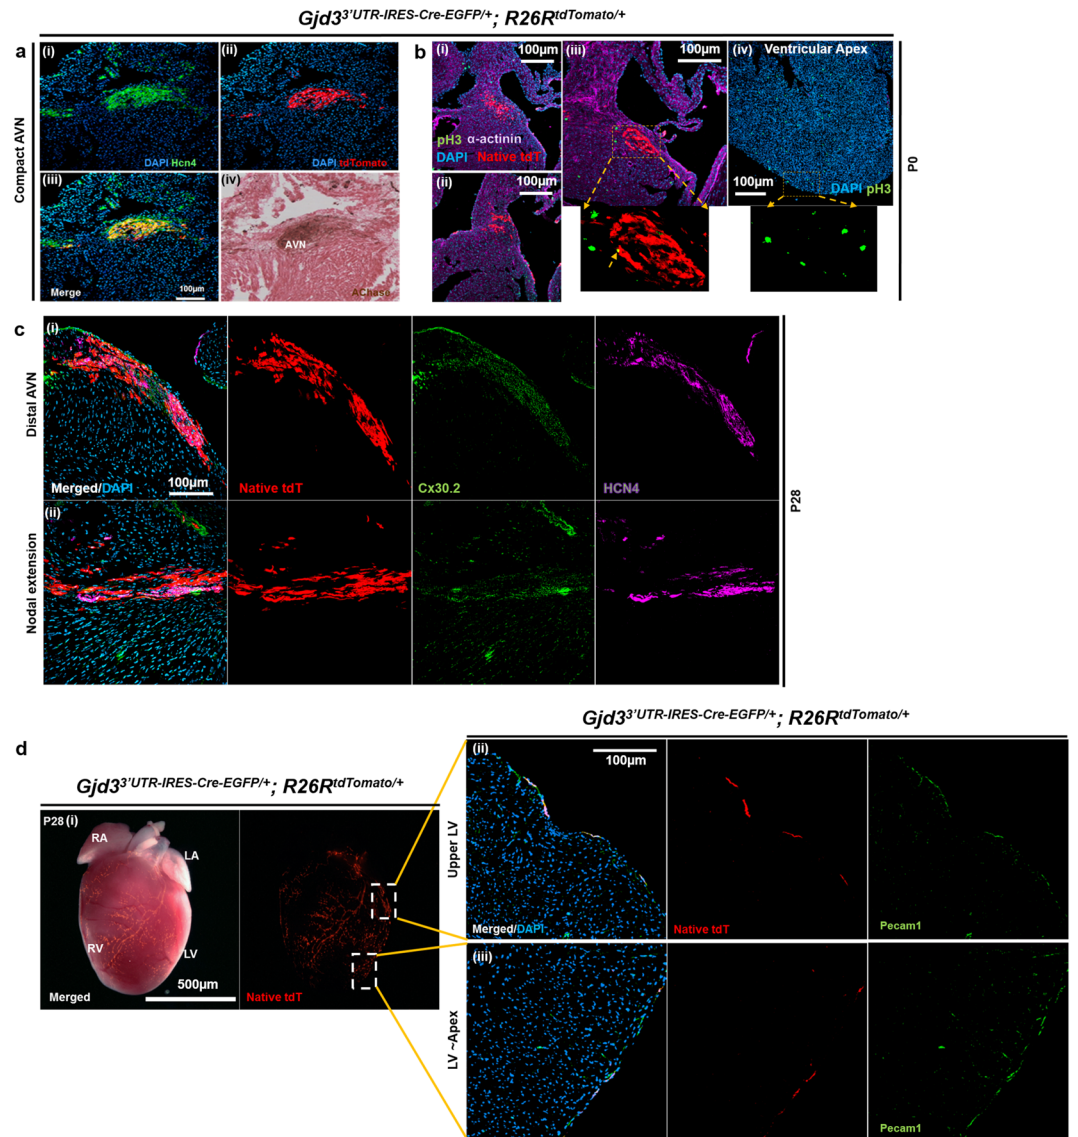 Gjd3 3'UTR-IRES-Cre-EGFP/+; R26R tdTomato/+
a
Compact AVN
(i)
DAPI Hcn4
(ii)
DAPI tdTomato
(iii)
Merge
100μm
(iv)
AVN
AChase
b
(i)
100μm
pH3 α-actinin
DAPI Native tdT
(ii)
100μm
(iii)
100μm
(iv) Ventricular Apex
100μm
DAPI pH3
P0
c
Distal AVN
(i)
Merged/DAPI
100μm
Native tdT
Cx30.2
HCN4
Nodal extension
(ii)
P28
d
Gjd3 3'UTR-IRES-Cre-EGFP/+; R26R tdTomato/+
P28 (i)
RA
LA
RV
LV
Merged
500μm
Native tdT
Gjd3 3'UTR-IRES-Cre-EGFP/+; R26R tdTomato/+
Upper LV
(ii)
100μm
Merged/DAPI
Native tdT
Pecam1
LV ~Apex
(iii)
Pecam1